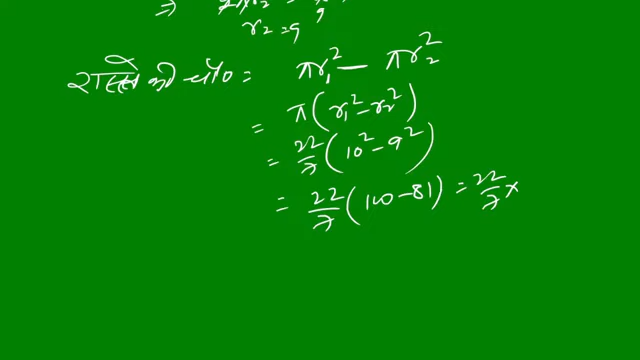 ⇒
r₂ = 9
रास्ते की चौ० = πr₁² − πr₂²
= π(r₁² − r₂²)
= 22/7 (10² − 9²)
= 22/7 (100 − 81) = 22/7 ×